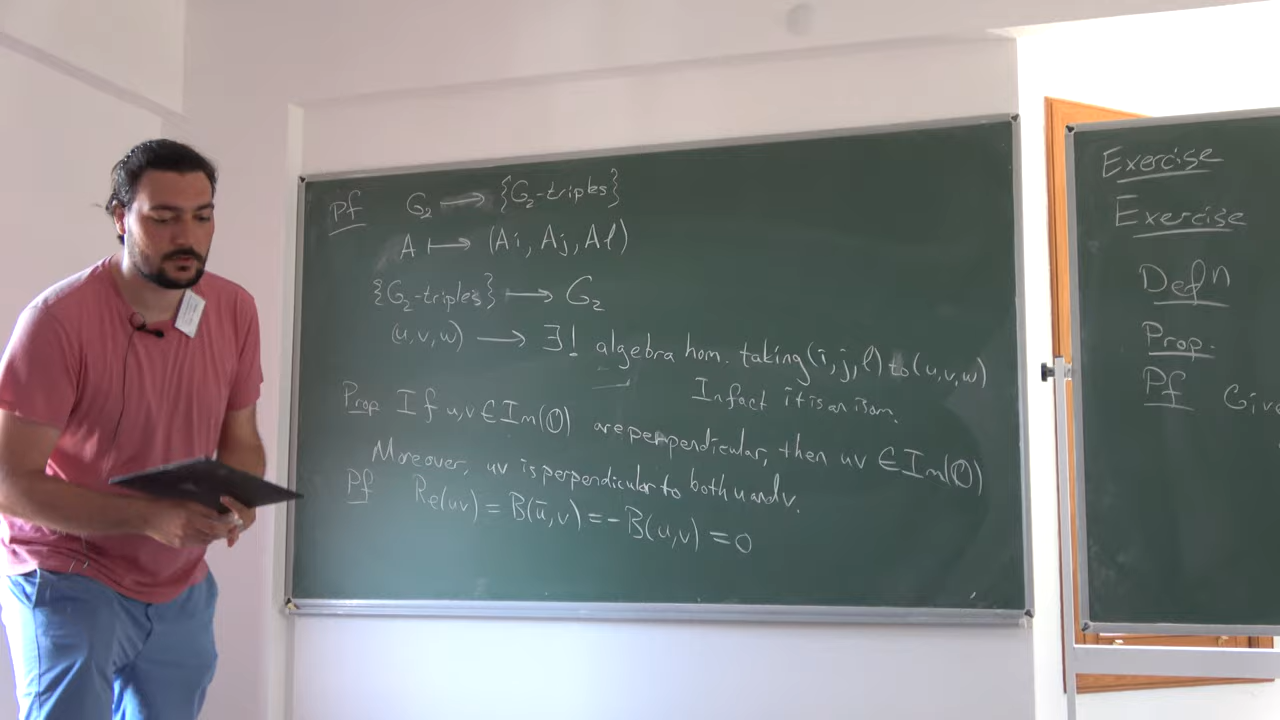 Pf G₂ ⟶ {G₂-triples}
A ⟼ (Ai, Aj, Aℓ)
{G₂-triples} ⟼ G₂
(u,v,w) ⟶ ∃! algebra hom. taking (i,j,ℓ) to (u,v,w)
In fact it is an isom.
Prop If u,v ∈ Im(𝕆) are perpendicular, then uv ∈ Im(𝕆)
Moreover, uv is perpendicular to both u and v.
Pf Re(uv) = B(ū,v) = -B(u,v) = 0
Exercise
Exercise
Defn
Prop.
Pf